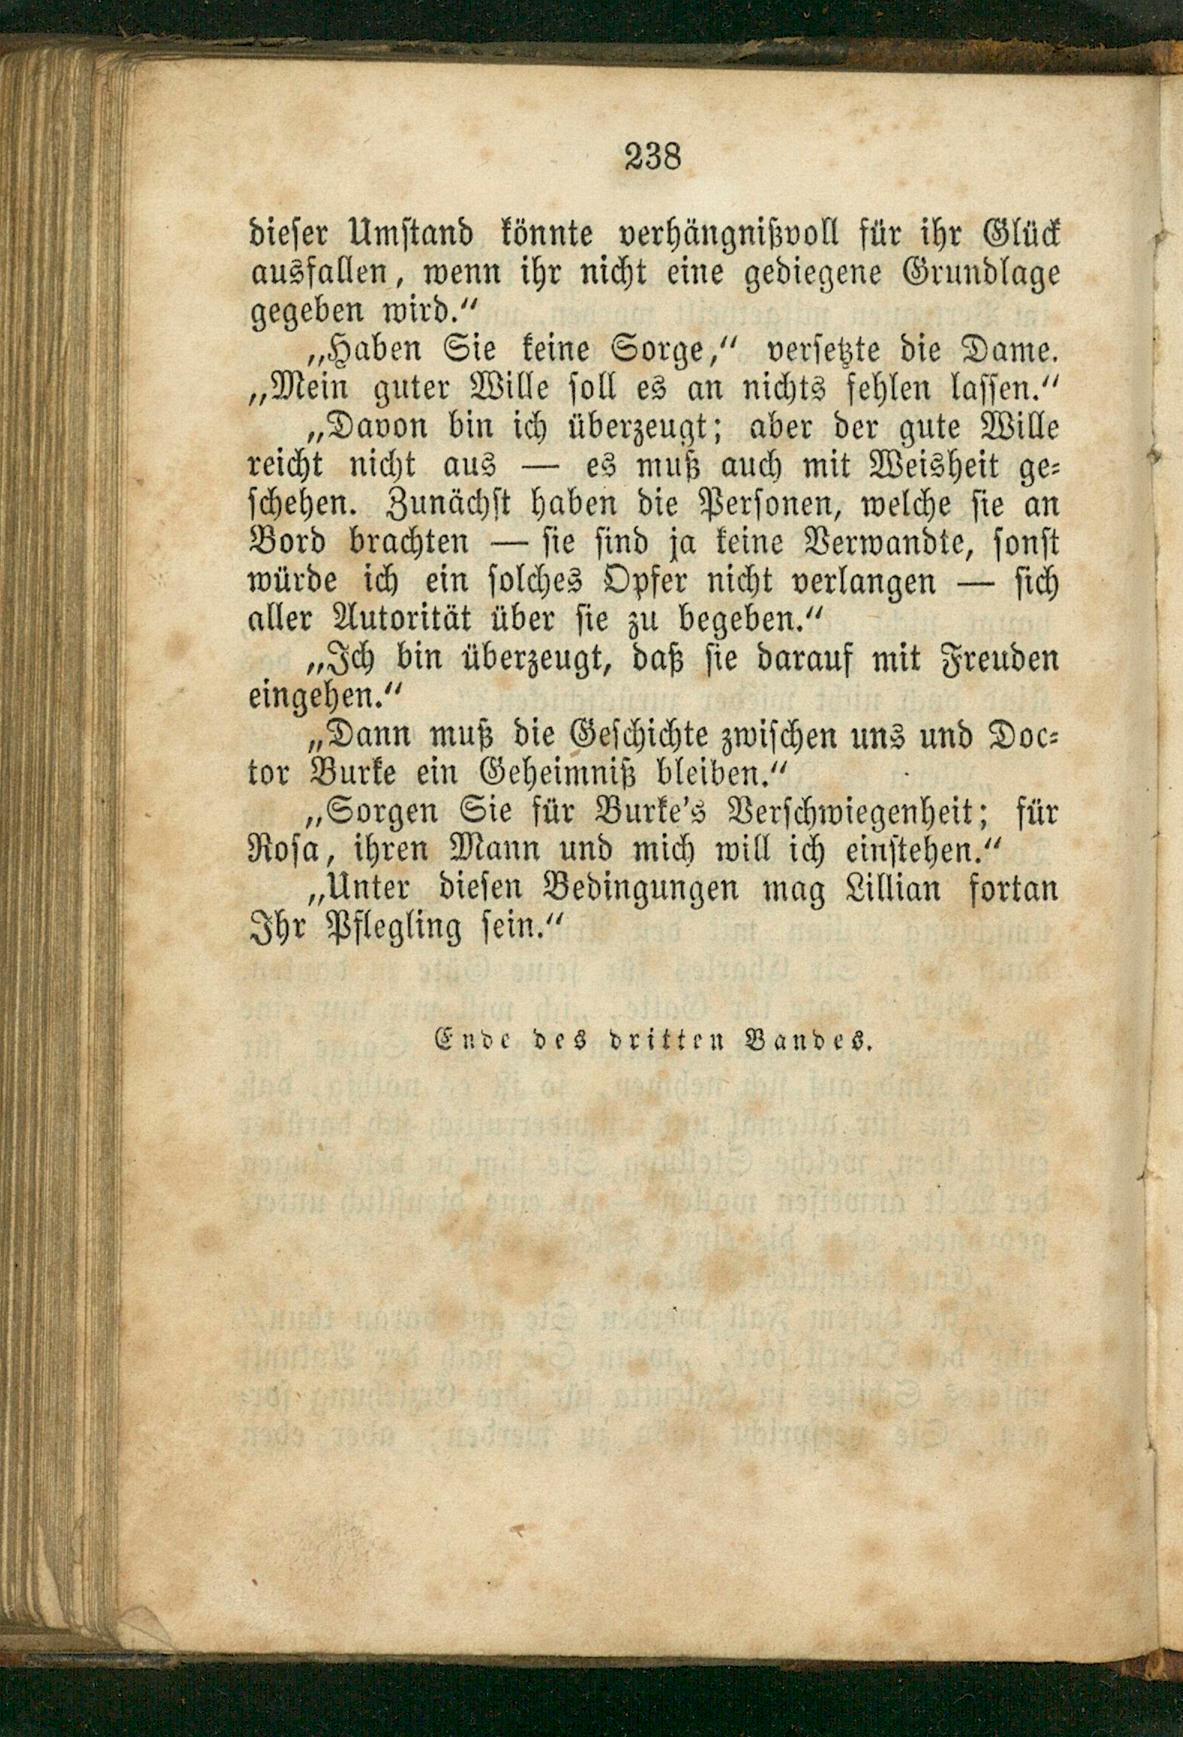 238
dieser Umstand könnte verhängnißvoll für ihr Glück
ausfallen, wenn ihr nicht eine gediegene Grundlage
gegeben wird.“
„Haben Sie keine Sorge,“ versetzte die Dame.
„Mein guter Wille soll es an nichts fehlen lassen.“
„Davon bin ich überzeugt; aber der gute Wille
reicht nicht aus — es muß auch mit Weisheit ge⸗
schehen. Zunächst haben die Personen, welche sie an
Bord brachten — sie sind ja keine Verwandte, sonst
würde ich ein solches Opfer nicht verlangen — sich
aller Autorität über sie zu begeben.“
„Ich bin überzeugt, daß sie darauf mit Freuden
eingehen.“
„Dann muß die Geschichte zwischen uns und Doc⸗
tor Burke ein Geheimniß bleiben.“
„Sorgen Sie für Burke's Verschwiegenheit; für
Rosa, ihren Mann und mich will ich einstehen.“
„Unter diesen Bedingungen mag Lillian fortan
Ihr Pflegling sein.“
Ende des dritten Bandes.